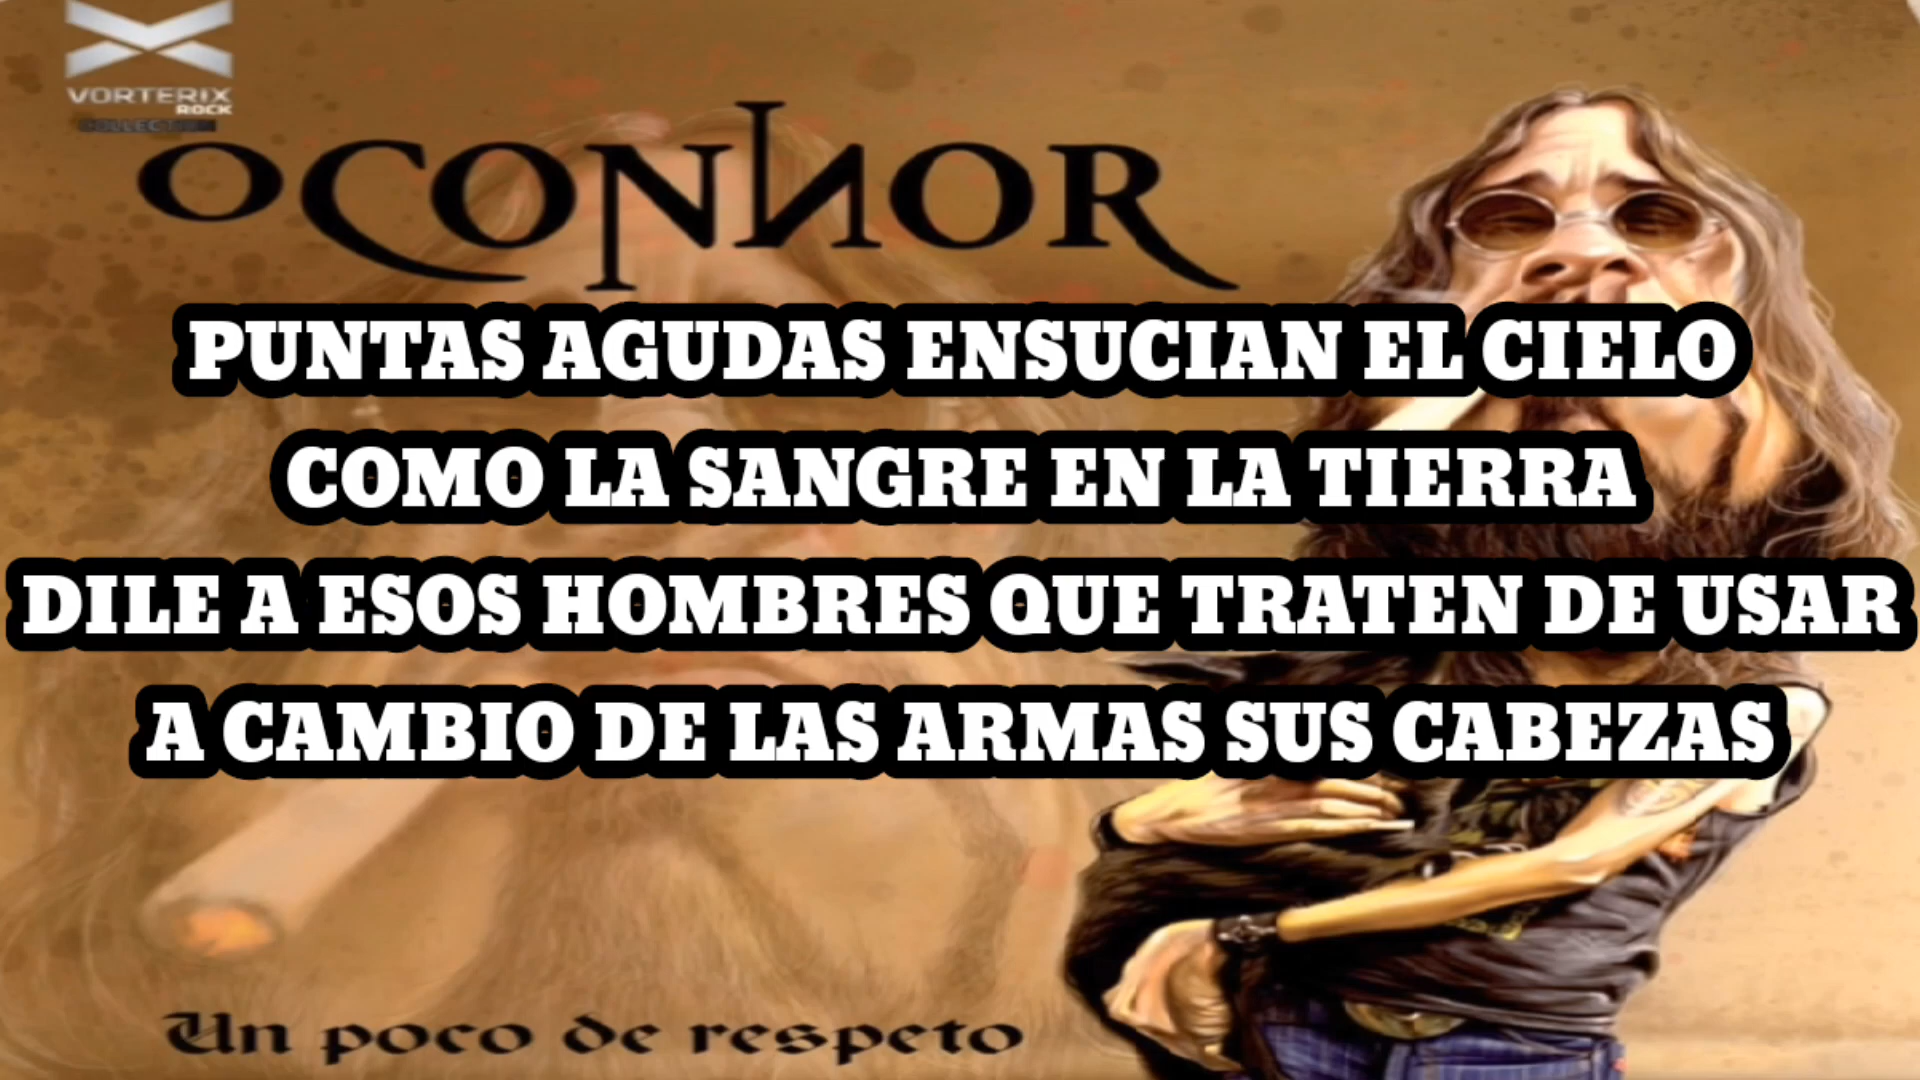 VORTERIX
ROCK
COLLECTION
OCONNOR
PUNTAS AGUDAS ENSUCIAN EL CIELO
COMO LA SANGRE EN LA TIERRA
DILE A ESOS HOMBRES QUE TRATEN DE USAR
A CAMBIO DE LAS ARMAS SUS CABEZAS
Un poco de respeto